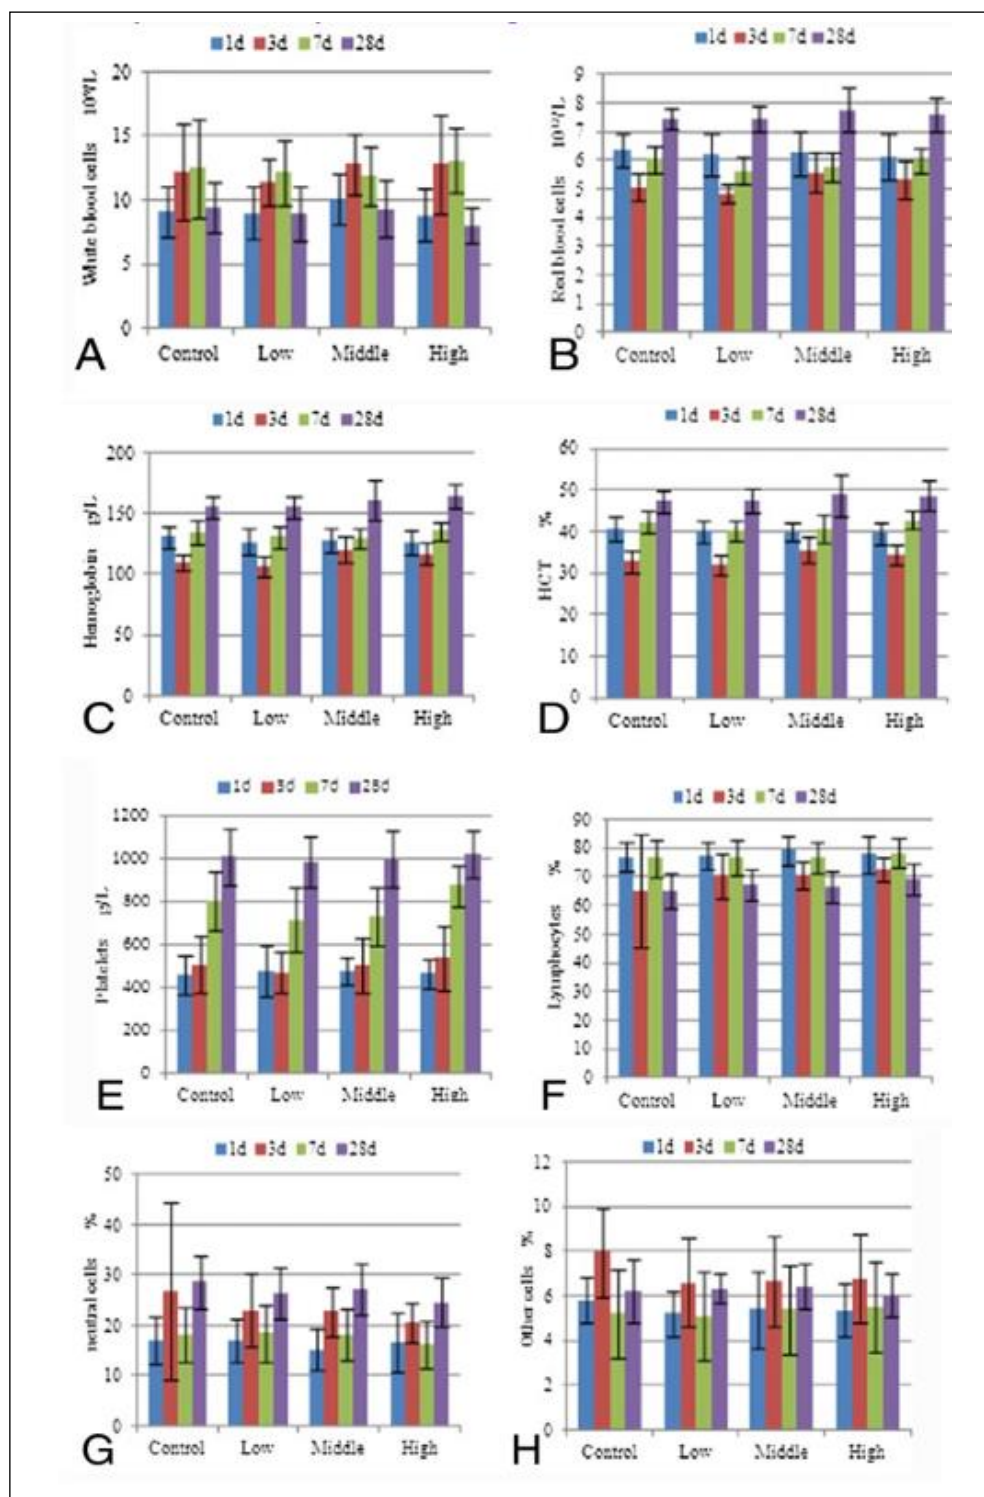 1d 3d 7d 28d
White blood cells 10⁹/L
20
15
10
5
0
Control Low Middle High
A
1d 3d 7d 28d
Red blood cells 10¹²/L
9
8
7
6
5
4
3
2
1
0
Control Low Middle High
B
1d 3d 7d 28d
Hemoglobin g/L
200
150
100
50
0
Control Low Middle High
C
1d 3d 7d 28d
HCT %
60
50
40
30
20
10
0
Control Low Middle High
D
1d 3d 7d 28d
Platelets g/L
1200
1000
800
600
400
200
0
Control Low Middle High
E
1d 3d 7d 28d
Lymphocytes %
90
80
70
60
50
40
30
20
10
0
Control Low Middle High
F
1d 3d 7d 28d
neutral cells %
50
40
30
20
10
0
Control Low Middle High
G
1d 3d 7d 28d
Other cells %
12
10
8
6
4
2
0
Control Low Middle High
H